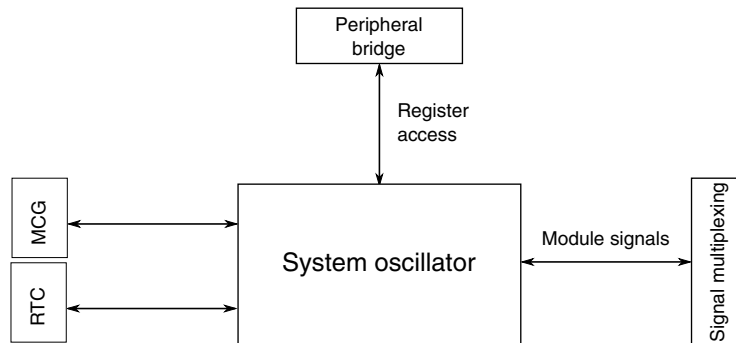 Peripheral
bridge
Register
access
MCG
System oscillator
Module signals
Signal multiplexing
RTC